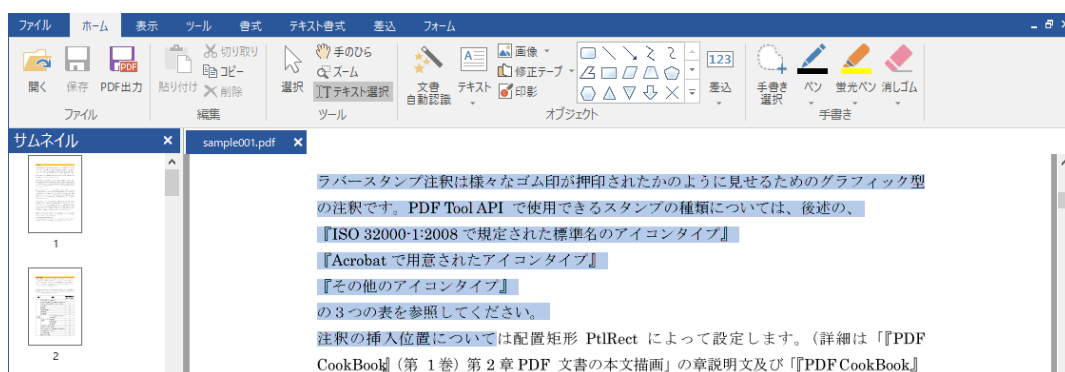 ファイル ホーム 表示 ツール 書式 テキスト書式 差込 フォーム
開く 保存 PDF出力 貼り付け 切り取り コピー 削除 選択 手のひら ズーム テキスト選択 文書自動認識 テキスト 画像 修正テープ 印影 123 差込 手書き選択 ペン 蛍光ペン 消しゴム
ファイル 編集 ツール オブジェクト 手書き
サムネイル sample001.pdf
1
2
ラバースタンプ注釈は様々なゴム印が押印されたかのように見せるためのグラフィック型
の注釈です。PDF Tool API で使用できるスタンプの種類については、後述の、
『ISO 32000-1:2008 で規定された標準名のアイコンタイプ』
『Acrobat で用意されたアイコンタイプ』
『その他のアイコンタイプ』
の 3 つの表を参照してください。
注釈の挿入位置については配置矩形 PtlRect によって設定します。(詳細は「『PDF
CookBook』(第 1 巻) 第 2 章 PDF 文書の本文描画」の章説明文及び「『PDF CookBook』